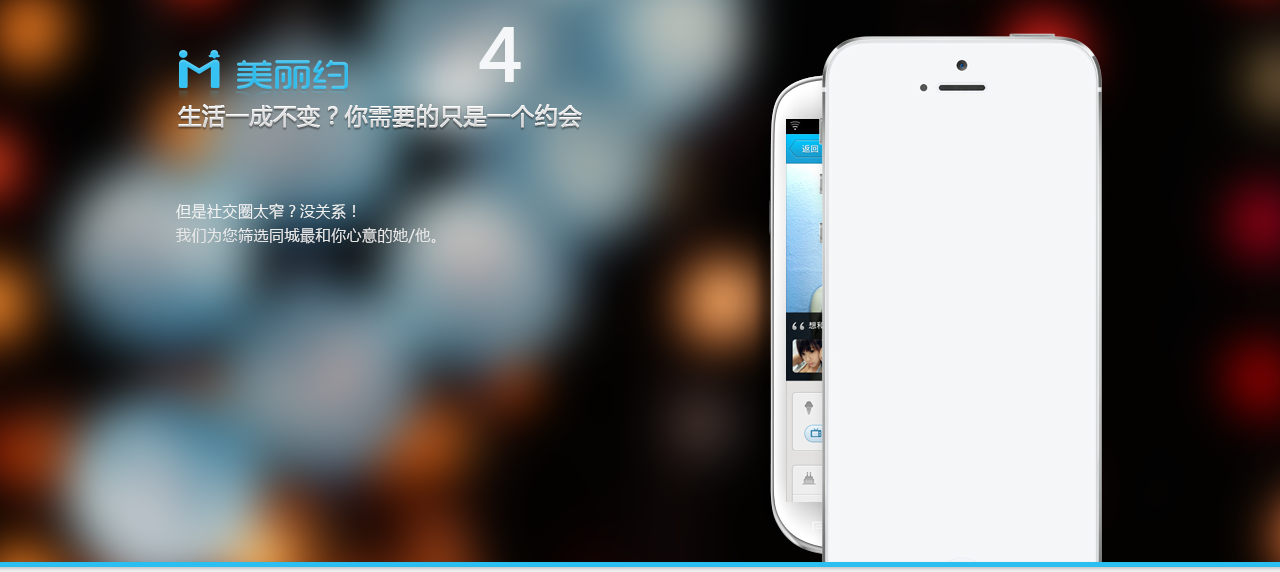 4
美丽约
生活一成不变？你需要的只是一个约会
但是社交圈太窄？没关系！
我们为您筛选同城最和你心意的她/他。
返回
想和